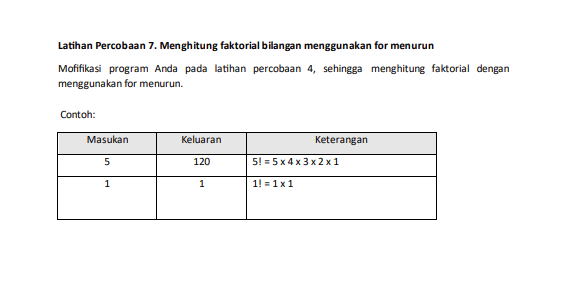 Latihan Percobaan 7. Menghitung faktorial bilangan menggunakan for menurun
Mofifikasi program Anda pada latihan percobaan 4, sehingga menghitung faktorial dengan
menggunakan for menurun.
Contoh:
Masukan Keluaran Keterangan
5 120 5! = 5 x 4 x 3 x 2 x 1
1 1 1! = 1 x 1